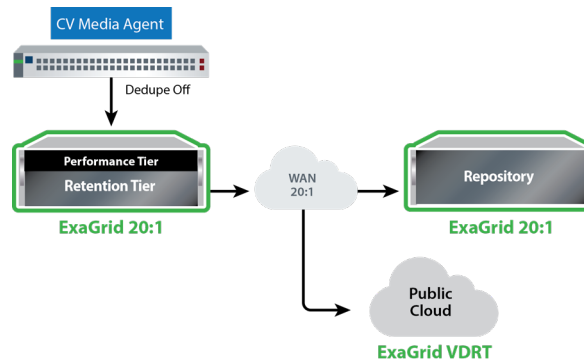 CV Media Agent
Dedupe Off
Performance Tier
Retention Tier
ExaGrid 20:1
WAN
20:1
Repository
ExaGrid 20:1
Public
Cloud
ExaGrid VDRT